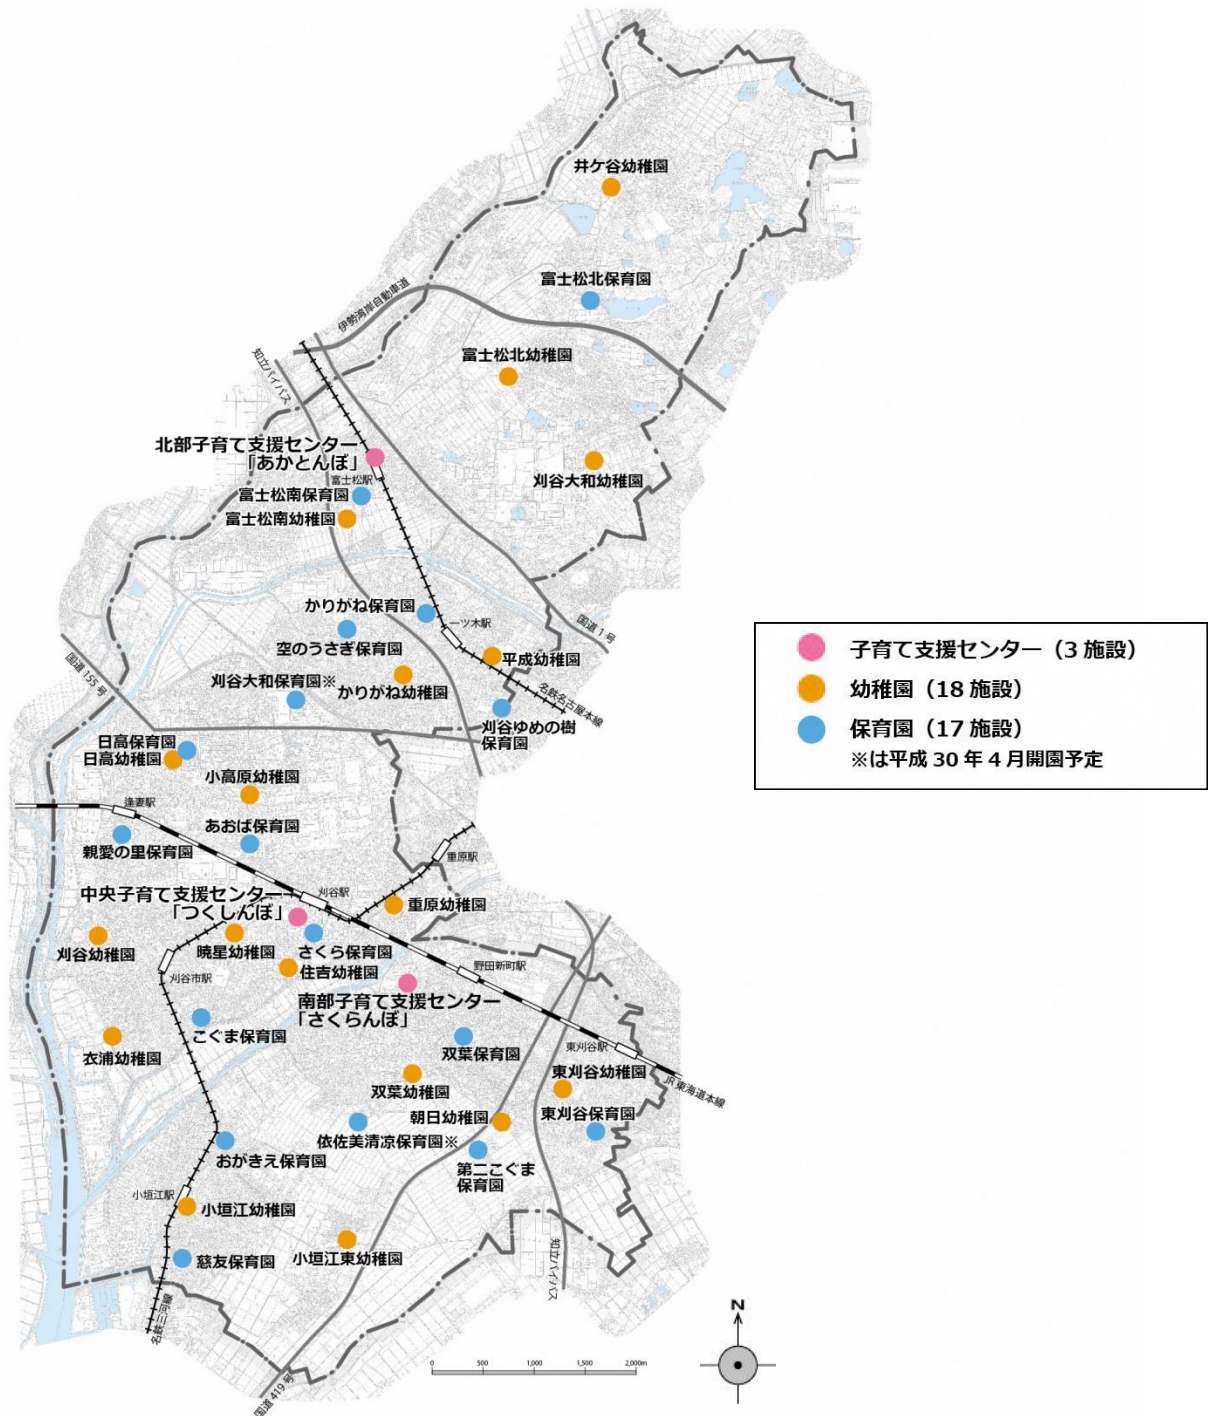 井ケ谷幼稚園
富士松北保育園
伊勢湾岸自動車道
富士松北幼稚園
知立バイパス
北部子育て支援センター
「あかとんぼ」
富士松駅
刈谷大和幼稚園
富士松南保育園
富士松南幼稚園
かりがね保育園
一ツ木駅
国道1号
空のうさぎ保育園
平成幼稚園
国道155号
刈谷大和保育園※
かりがね幼稚園
名鉄名古屋本線
刈谷ゆめの樹
保育園
日高保育園
日高幼稚園
小高原幼稚園
逢妻駅
あおば保育園
親愛の里保育園
重原駅
中央子育て支援センター
「つくしんぼ」
刈谷駅
重原幼稚園
刈谷幼稚園
暁星幼稚園
さくら保育園
住吉幼稚園
刈谷市駅
野田新町駅
南部子育て支援センター
「さくらんぼ」
こぐま保育園
衣浦幼稚園
双葉保育園
東刈谷駅
東刈谷幼稚園
JR東海道本線
双葉幼稚園
朝日幼稚園
東刈谷保育園
依佐美清凉保育園※
おがきえ保育園
第二こぐま
保育園
小垣江駅
小垣江幼稚園
小垣江東幼稚園
慈友保育園
知立バイパス
名鉄三河線
国道419号
子育て支援センター（3施設）
幼稚園（18施設）
保育園（17施設）
※は平成30年4月開園予定
N
0 500 1,000 1,500 2,000m